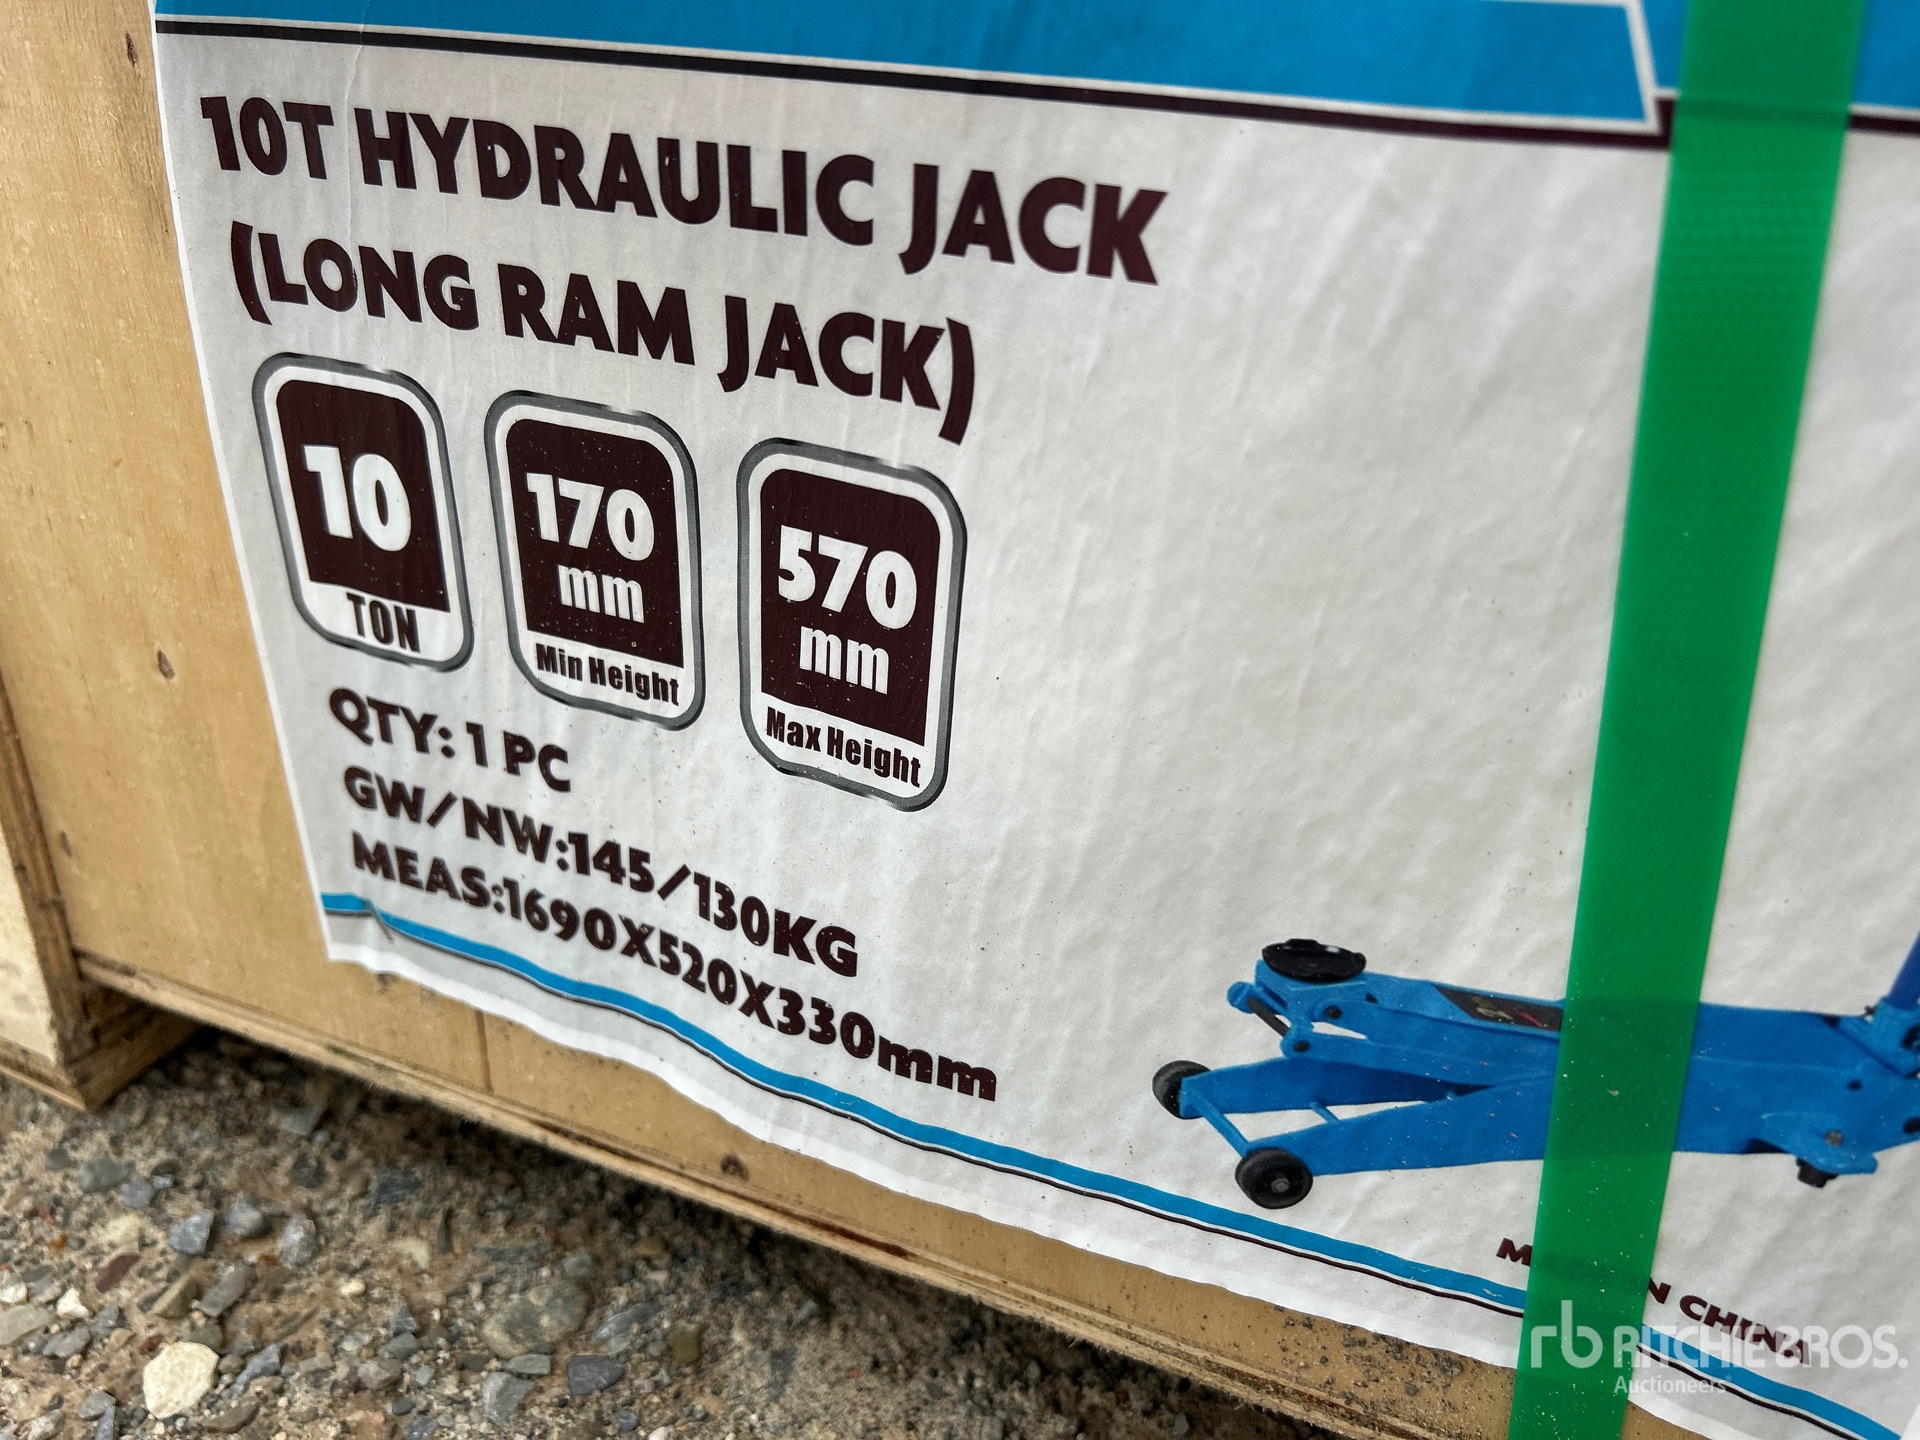 10T HYDRAULIC JACK
(LONG RAM JACK)
10
TON
170
mm
Min Height
570
mm
Max Height
QTY: 1 PC
GW/NW:145/130KG
MEAS:1690X520X330mm
CHINA
rb RITCHIE BROS.
Auctioneers